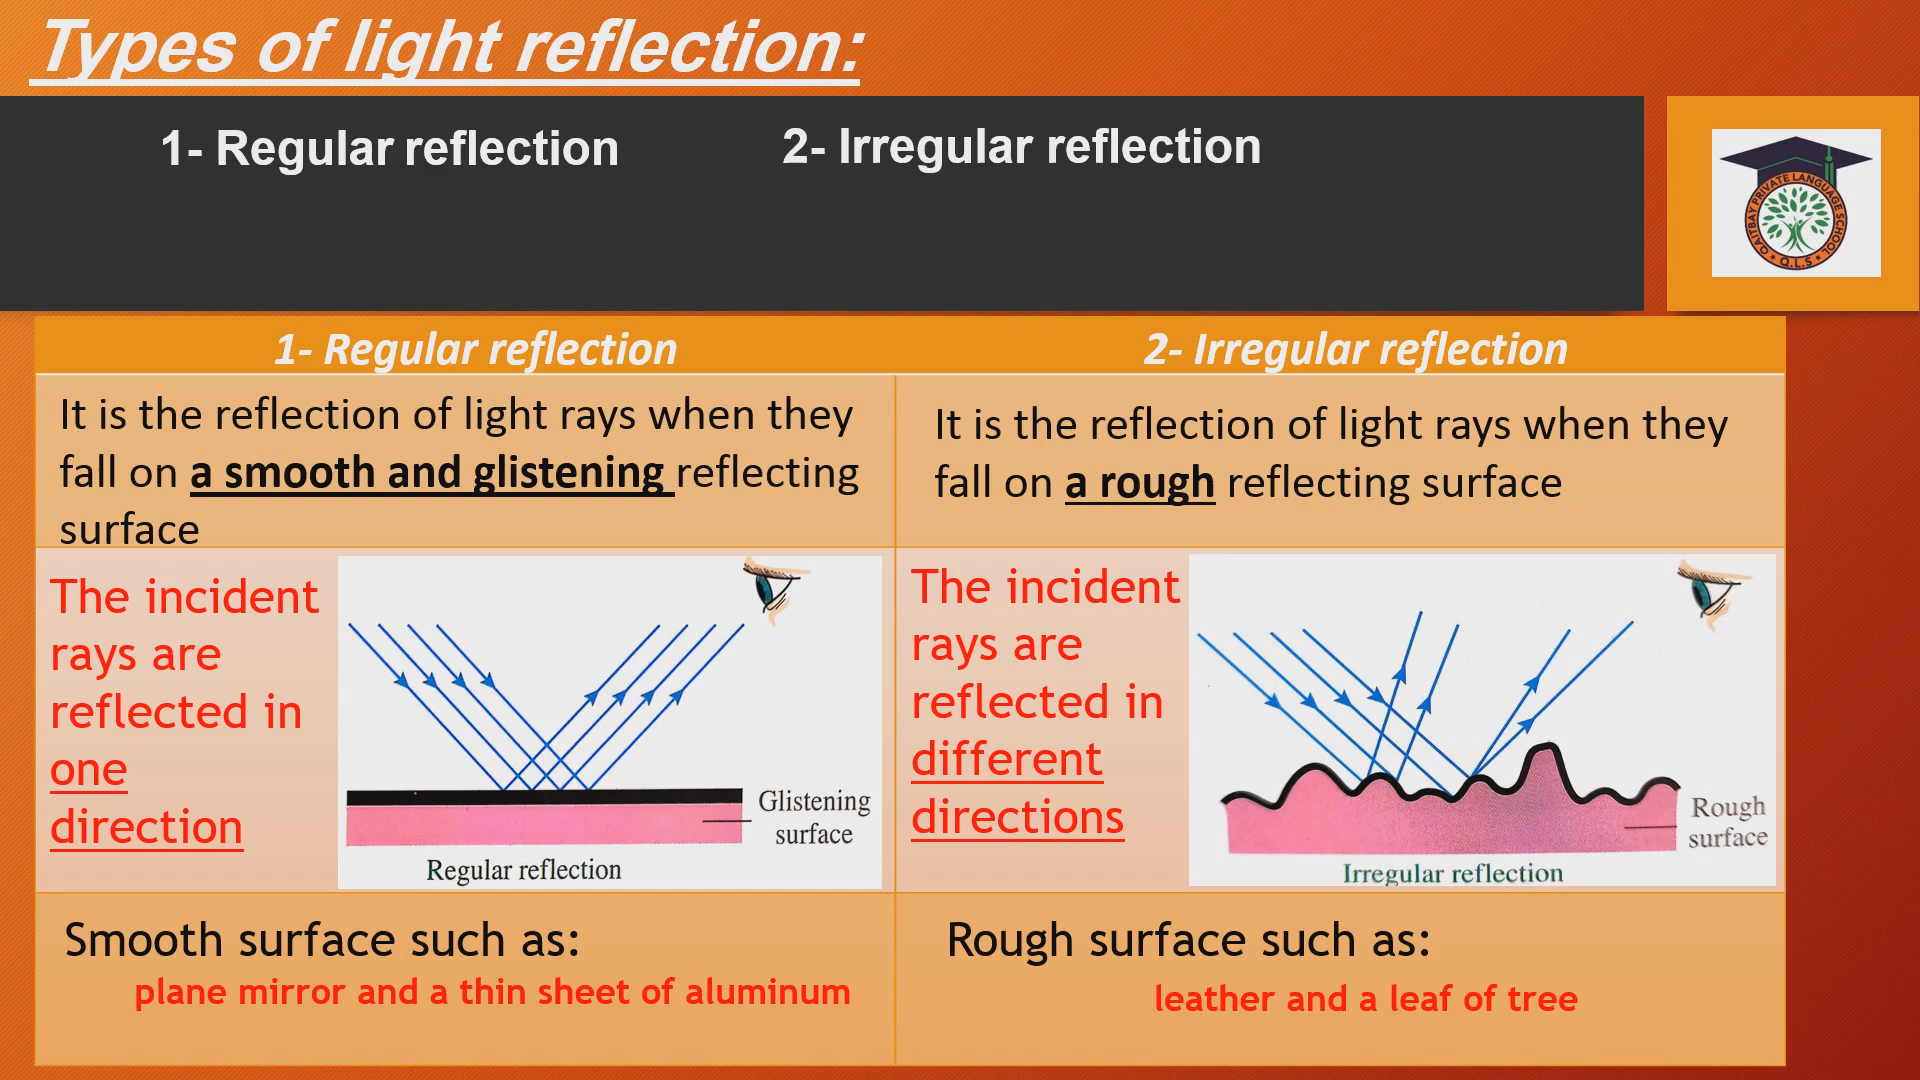 Types of light reflection:
1- Regular reflection
2- Irregular reflection
QAITBAY PRIVATE LANGUAGE SCHOOL
Q.L.S
1- Regular reflection
2- Irregular reflection
It is the reflection of light rays when they
fall on a smooth and glistening reflecting
surface
It is the reflection of light rays when they
fall on a rough reflecting surface
The incident
rays are
reflected in
one
direction
Glistening
surface
Regular reflection
The incident
rays are
reflected in
different
directions
Rough
surface
Irregular reflection
Smooth surface such as:
plane mirror and a thin sheet of aluminum
Rough surface such as:
leather and a leaf of tree